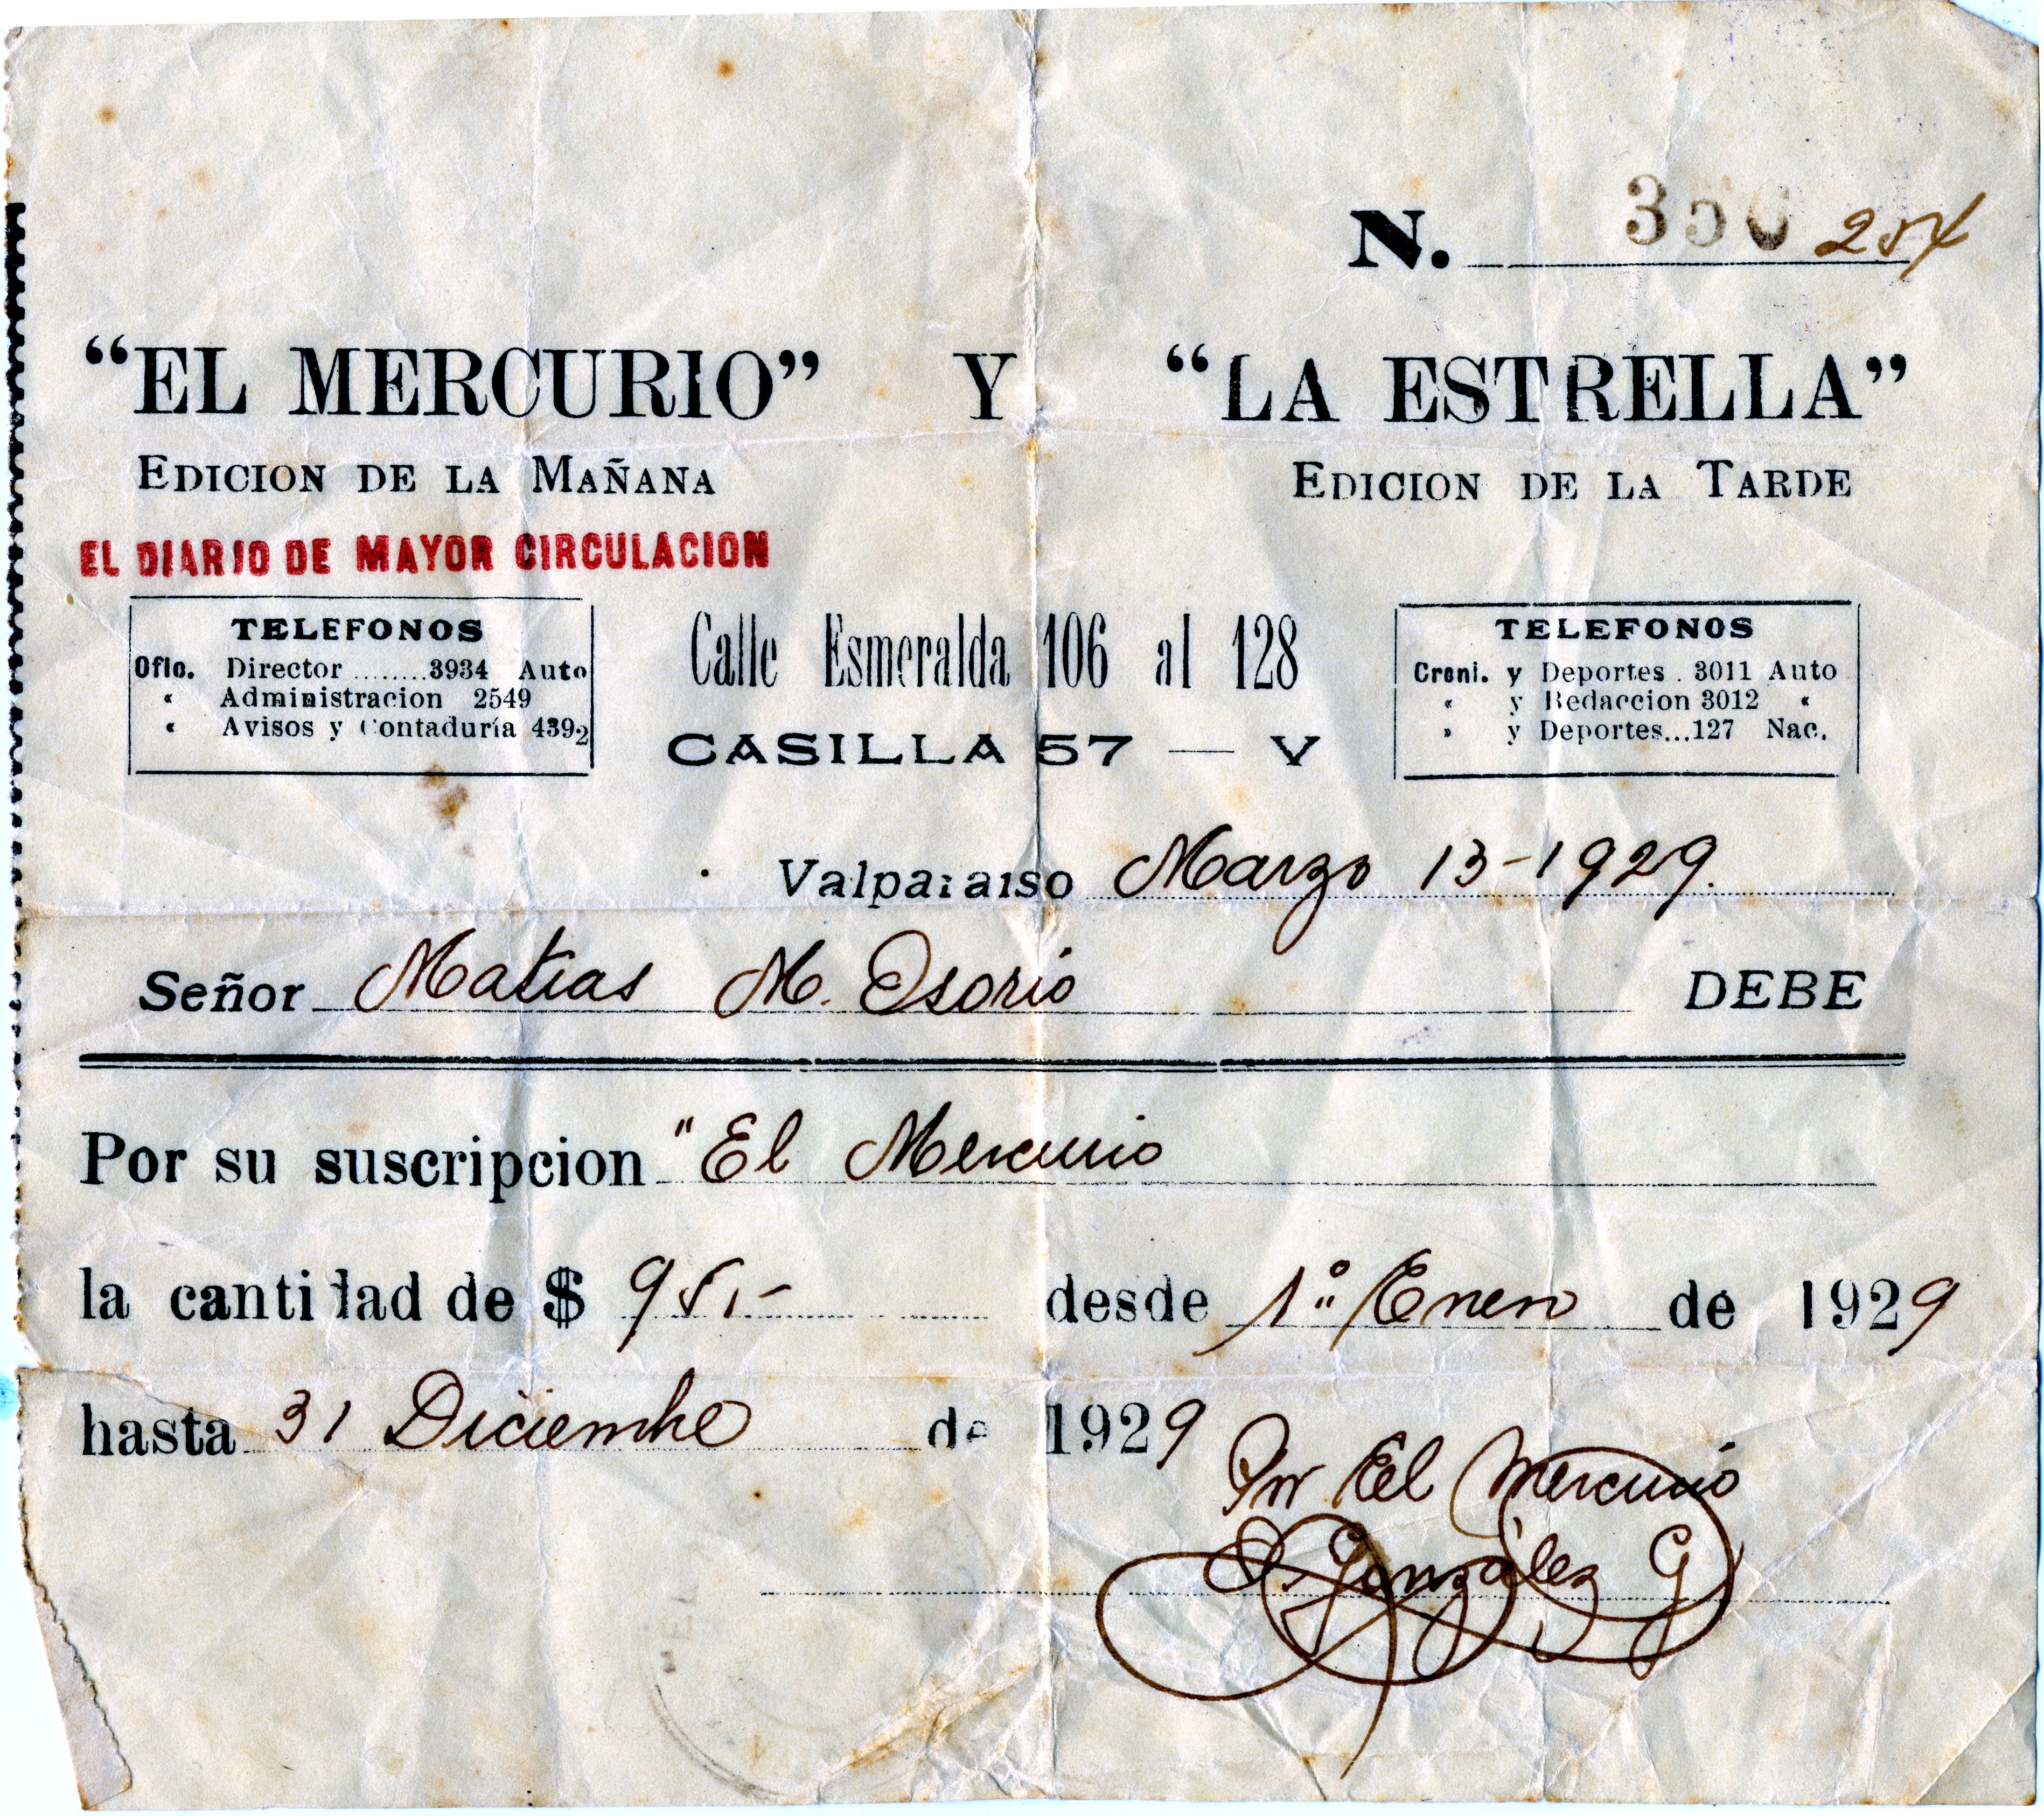 N. 356 254
“EL MERCURIO” Y “LA ESTRELLA”
EDICION DE LA MAÑANA EDICION DE LA TARDE
EL DIARIO DE MAYOR CIRCULACION
TELEFONOS
Ofic. Director ........3934 Auto
“ Administracion 2549
“ Avisos y Contaduría 4392
Calle Esmeralda 106 al 128
CASILLA 57 — V
TELEFONOS
Croni. y Deportes . 3011 Auto
“ y Redaccion 3012 “
” y Deportes...127 Nac.
Valparaiso Marzo 13-1929.
Señor Matias M. Osorio DEBE
Por su suscripcion "El Mercurio
la cantidad de $ 95.- desde 1º Enero de 1929
hasta 31 Diciembre de 1929
Por El Mercurio
González G